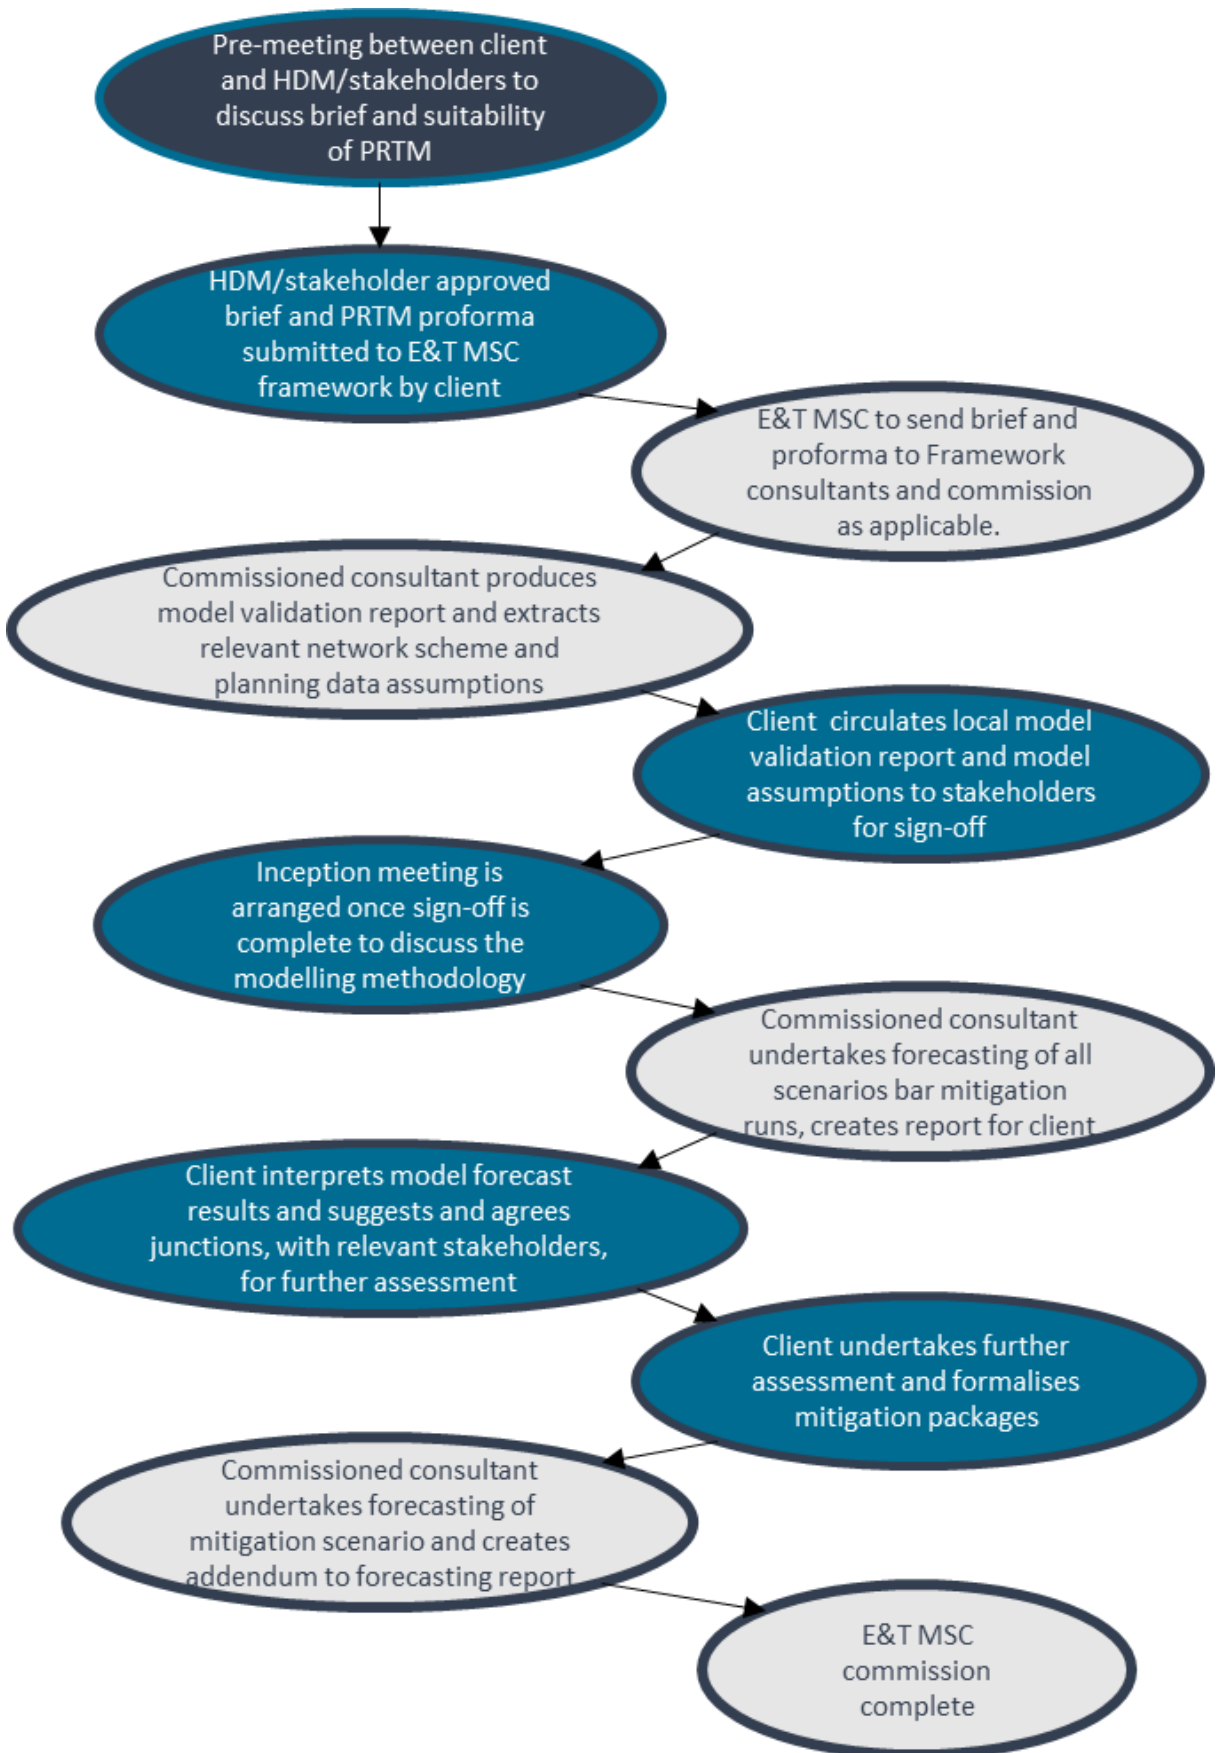 Pre-meeting between client
and HDM/stakeholders to
discuss brief and suitability
of PRTM
HDM/stakeholder approved
brief and PRTM proforma
submitted to E&T MSC
framework by client
E&T MSC to send brief and
proforma to Framework
consultants and commission
as applicable.
Commissioned consultant produces
model validation report and extracts
relevant network scheme and
planning data assumptions
Client circulates local model
validation report and model
assumptions to stakeholders
for sign-off
Inception meeting is
arranged once sign-off is
complete to discuss the
modelling methodology
Commissioned consultant
undertakes forecasting of all
scenarios bar mitigation
runs, creates report for client
Client interprets model forecast
results and suggests and agrees
junctions, with relevant stakeholders,
for further assessment
Client undertakes further
assessment and formalises
mitigation packages
Commissioned consultant
undertakes forecasting of
mitigation scenario and creates
addendum to forecasting report
E&T MSC
commission
complete